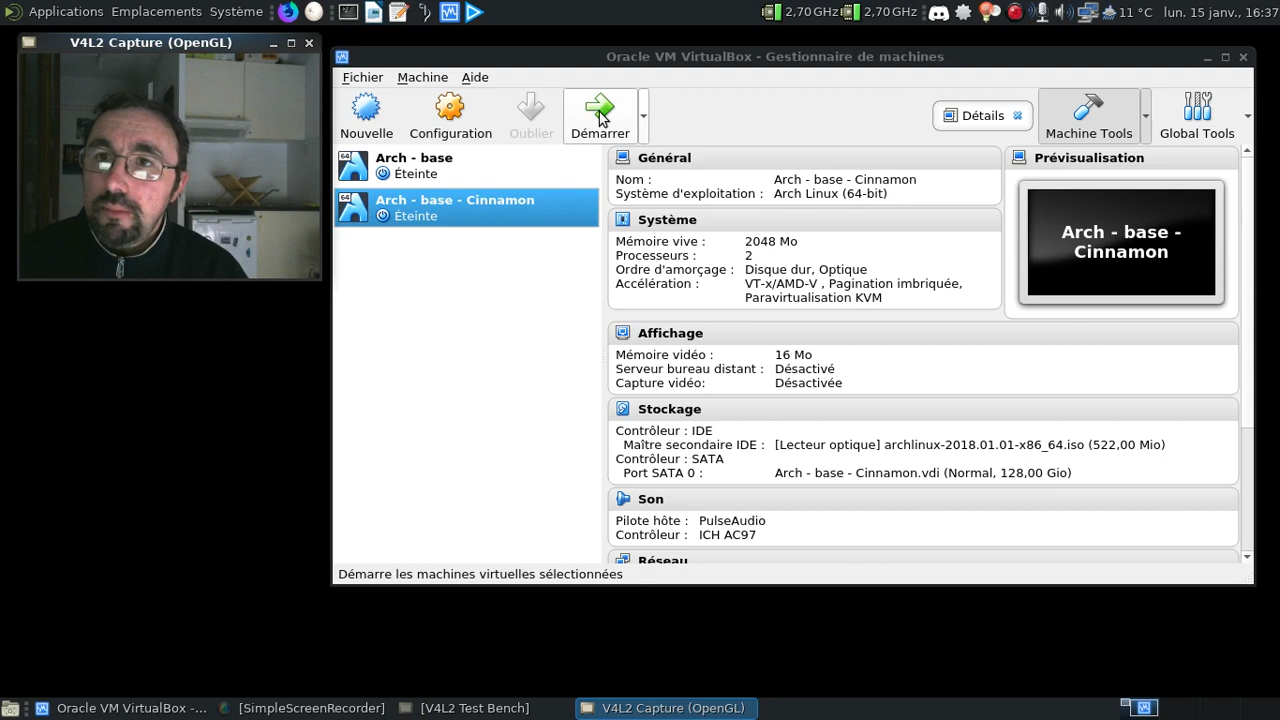 Applications Emplacements Système
2,70 GHz 2,70 GHz 11 °C lun. 15 janv., 16:37
V4L2 Capture (OpenGL)
Oracle VM VirtualBox - Gestionnaire de machines
Fichier Machine Aide
Nouvelle Configuration Oublier Démarrer Détails Machine Tools Global Tools
64 Arch - base
Éteinte
64 Arch - base - Cinnamon
Éteinte
Général
Nom : Arch - base - Cinnamon
Système d'exploitation : Arch Linux (64-bit)
Système
Mémoire vive : 2048 Mo
Processeurs : 2
Ordre d'amorçage : Disque dur, Optique
Accélération : VT-x/AMD-V , Pagination imbriquée,
Paravirtualisation KVM
Prévisualisation
Arch - base -
Cinnamon
Affichage
Mémoire vidéo : 16 Mo
Serveur bureau distant : Désactivé
Capture vidéo: Désactivée
Stockage
Contrôleur : IDE
Maître secondaire IDE : [Lecteur optique] archlinux-2018.01.01-x86_64.iso (522,00 Mio)
Contrôleur : SATA
Port SATA 0 : Arch - base - Cinnamon.vdi (Normal, 128,00 Gio)
Son
Pilote hôte : PulseAudio
Contrôleur : ICH AC97
Réseau
Démarre les machines virtuelles sélectionnées
Oracle VM VirtualBox -... [SimpleScreenRecorder] [V4L2 Test Bench] V4L2 Capture (OpenGL)